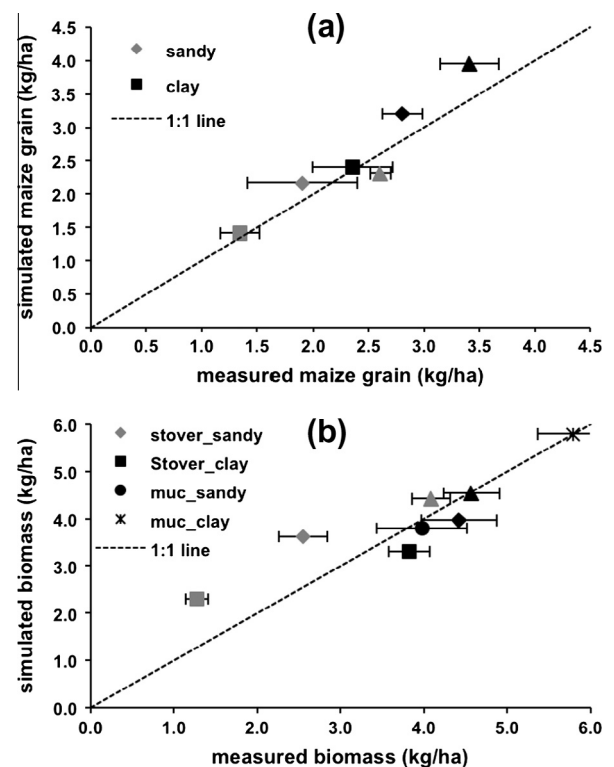 (a)
sandy
clay
1:1 line
simulated maize grain (kg/ha)
4.5
4.0
3.5
3.0
2.5
2.0
1.5
1.0
0.5
0.0
0.0 1.0 1.5 2.0 2.5 3.0 3.5 4.0 4.5
measured maize grain (kg/ha)
(b)
stover_sandy
Stover_clay
muc_sandy
muc_clay
1:1 line
simulated biomass (kg/ha)
6.0
5.0
4.0
3.0
2.0
1.0
0.0
0.0 1.0 2.0 3.0 4.0 5.0 6.0
measured biomass (kg/ha)